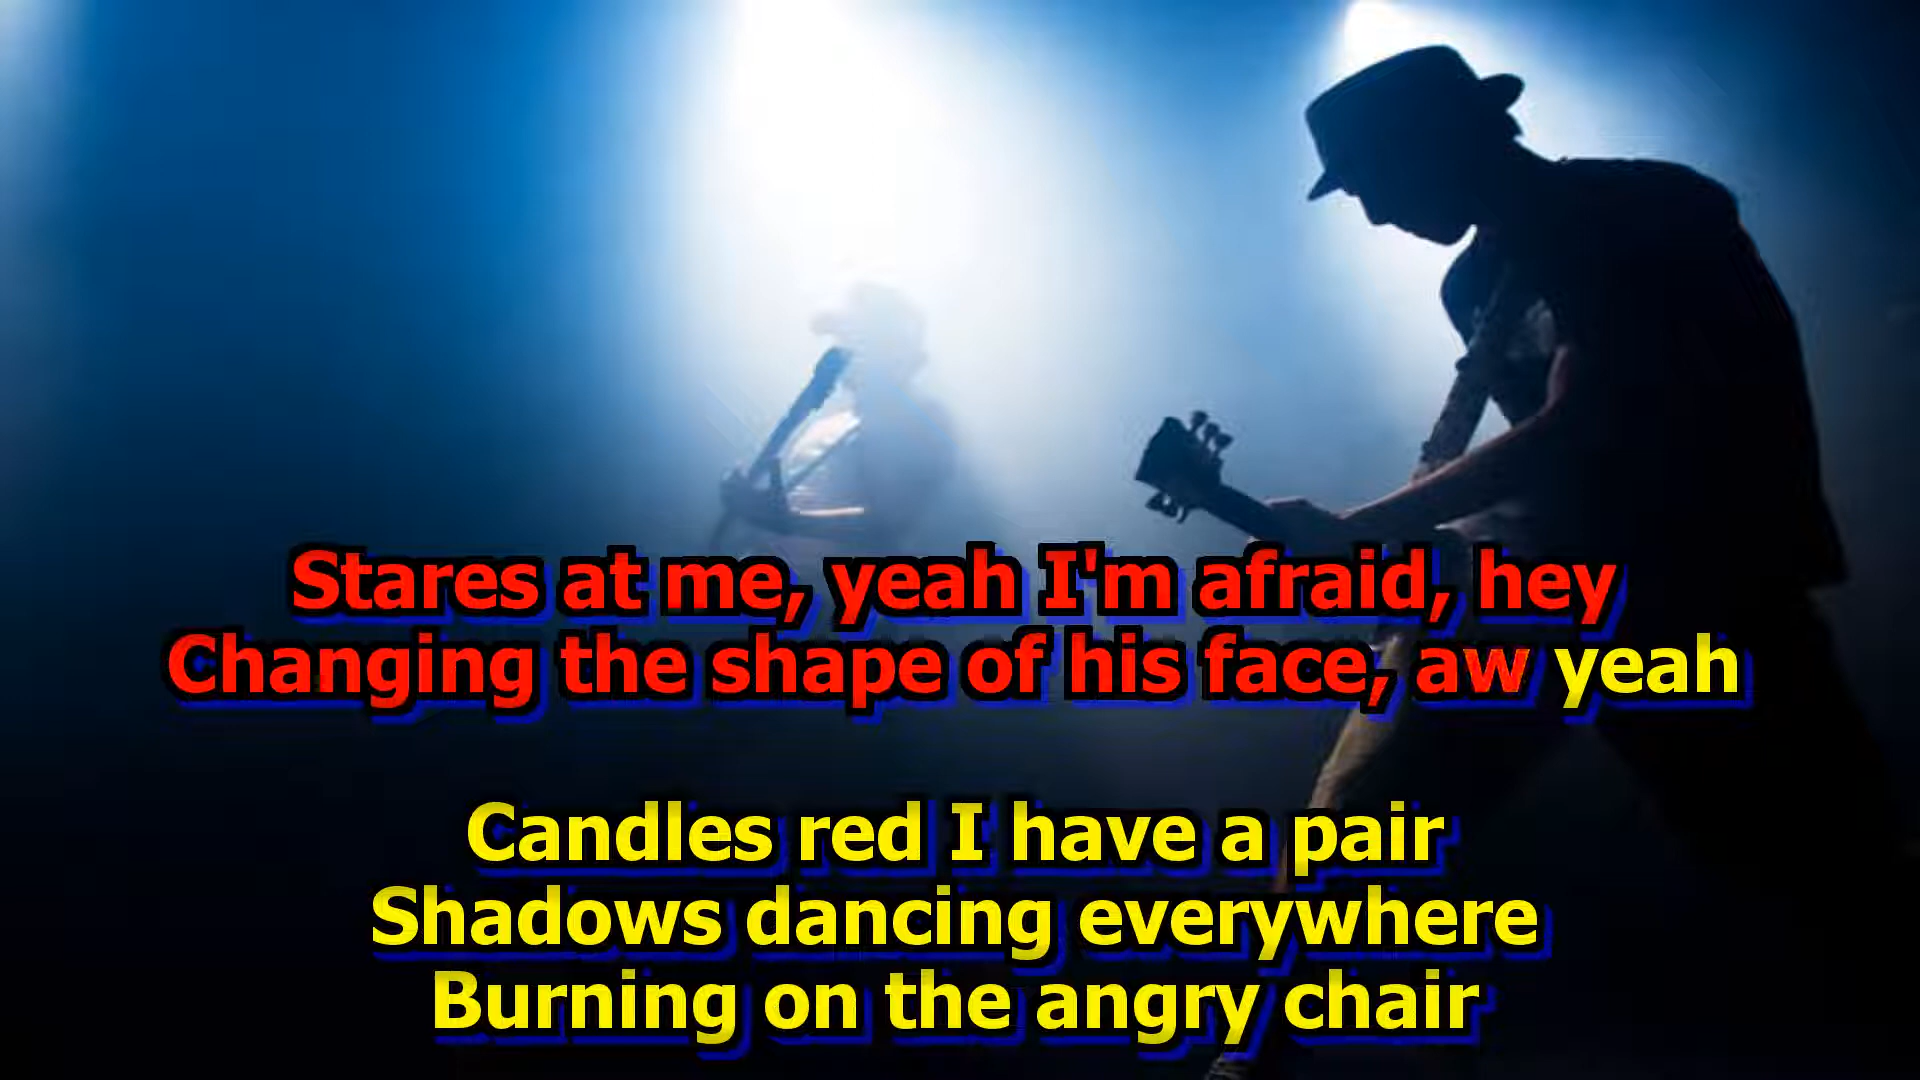 Stares at me, yeah I'm afraid, hey
Changing the shape of his face, aw yeah
Candles red I have a pair
Shadows dancing everywhere
Burning on the angry chair